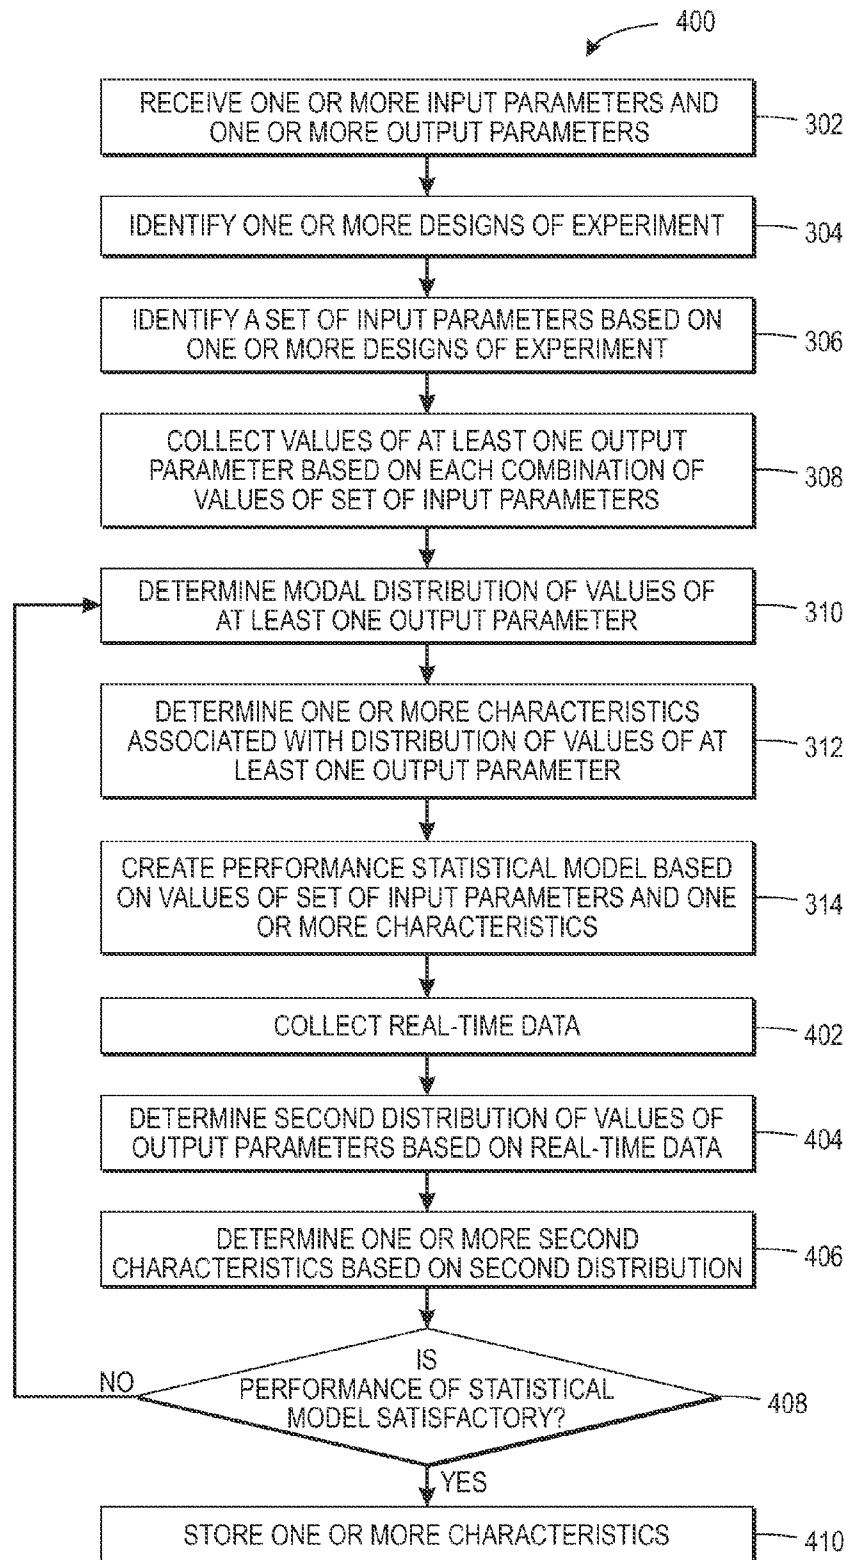 400
RECEIVE ONE OR MORE INPUT PARAMETERS AND
ONE OR MORE OUTPUT PARAMETERS
302
IDENTIFY ONE OR MORE DESIGNS OF EXPERIMENT
304
IDENTIFY A SET OF INPUT PARAMETERS BASED ON
ONE OR MORE DESIGNS OF EXPERIMENT
306
COLLECT VALUES OF AT LEAST ONE OUTPUT
PARAMETER BASED ON EACH COMBINATION OF
VALUES OF SET OF INPUT PARAMETERS
308
DETERMINE MODAL DISTRIBUTION OF VALUES OF
AT LEAST ONE OUTPUT PARAMETER
310
DETERMINE ONE OR MORE CHARACTERISTICS
ASSOCIATED WITH DISTRIBUTION OF VALUES OF AT
LEAST ONE OUTPUT PARAMETER
312
CREATE PERFORMANCE STATISTICAL MODEL BASED
ON VALUES OF SET OF INPUT PARAMETERS AND ONE
OR MORE CHARACTERISTICS
314
COLLECT REAL-TIME DATA
402
DETERMINE SECOND DISTRIBUTION OF VALUES OF
OUTPUT PARAMETERS BASED ON REAL-TIME DATA
404
DETERMINE ONE OR MORE SECOND
CHARACTERISTICS BASED ON SECOND DISTRIBUTION
406
NO
IS
PERFORMANCE OF STATISTICAL
MODEL SATISFACTORY?
408
YES
STORE ONE OR MORE CHARACTERISTICS
410